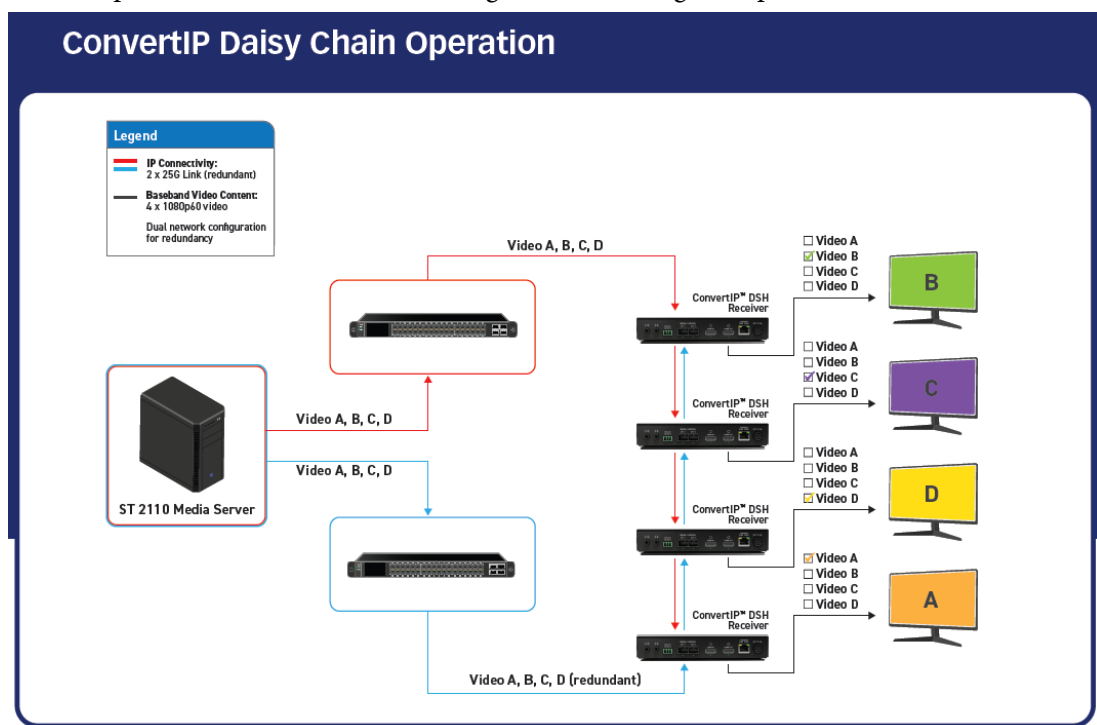 ConvertIP Daisy Chain Operation
Legend
IP Connectivity:
2 x 25G Link (redundant)
Baseband Video Content:
4 x 1080p60 video
Dual network configuration
for redundancy
Video A, B, C, D
Video A, B, C, D
Video A, B, C, D
ST 2110 Media Server
Video A, B, C, D (redundant)
ConvertIP™ DSH
Receiver
Video A
Video B
Video C
Video D
B
ConvertIP™ DSH
Receiver
Video A
Video B
Video C
Video D
C
ConvertIP™ DSH
Receiver
Video A
Video B
Video C
Video D
D
ConvertIP™ DSH
Receiver
Video A
Video B
Video C
Video D
A